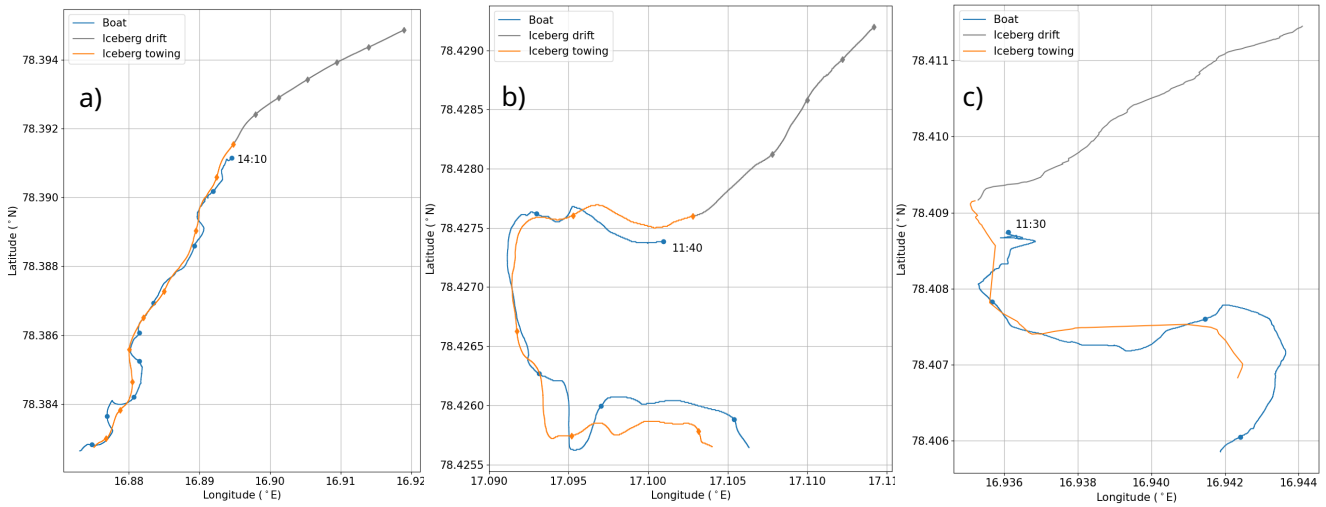 Boat
Iceberg drift
Iceberg towing
a)
14:10
78.394
78.392
78.390
78.388
78.386
78.384
Latitude (°N)
16.88 16.89 16.90 16.91 16.92
Longitude (°E)
Boat
Iceberg drift
Iceberg towing
b)
11:40
78.4290
78.4285
78.4280
78.4275
78.4270
78.4265
78.4260
78.4255
Latitude (°N)
17.090 17.095 17.100 17.105 17.110 17.11
Longitude (°E)
Boat
Iceberg drift
Iceberg towing
c)
11:30
78.411
78.410
78.409
78.408
78.407
78.406
Latitude (°N)
16.936 16.938 16.940 16.942 16.944
Longitude (°E)